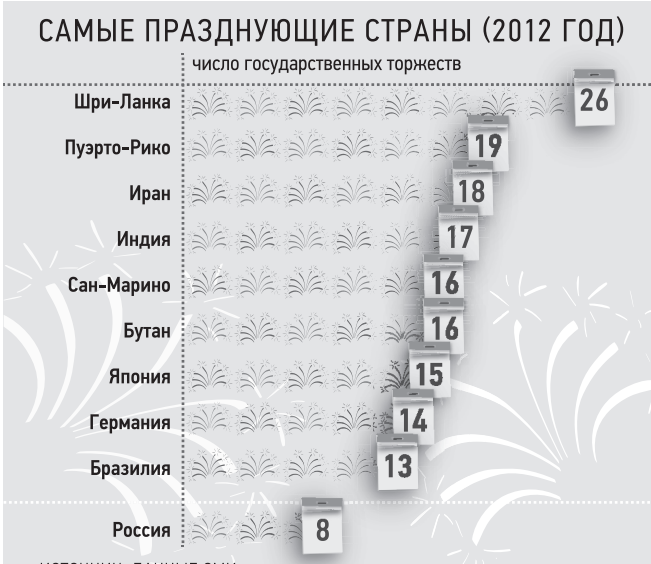 САМЫЕ ПРАЗДНУЮЩИЕ СТРАНЫ (2012 ГОД)
число государственных торжеств
Шри-Ланка 26
Пуэрто-Рико 19
Иран 18
Индия 17
Сан-Марино 16
Бутан 16
Япония 15
Германия 14
Бразилия 13
Россия 8